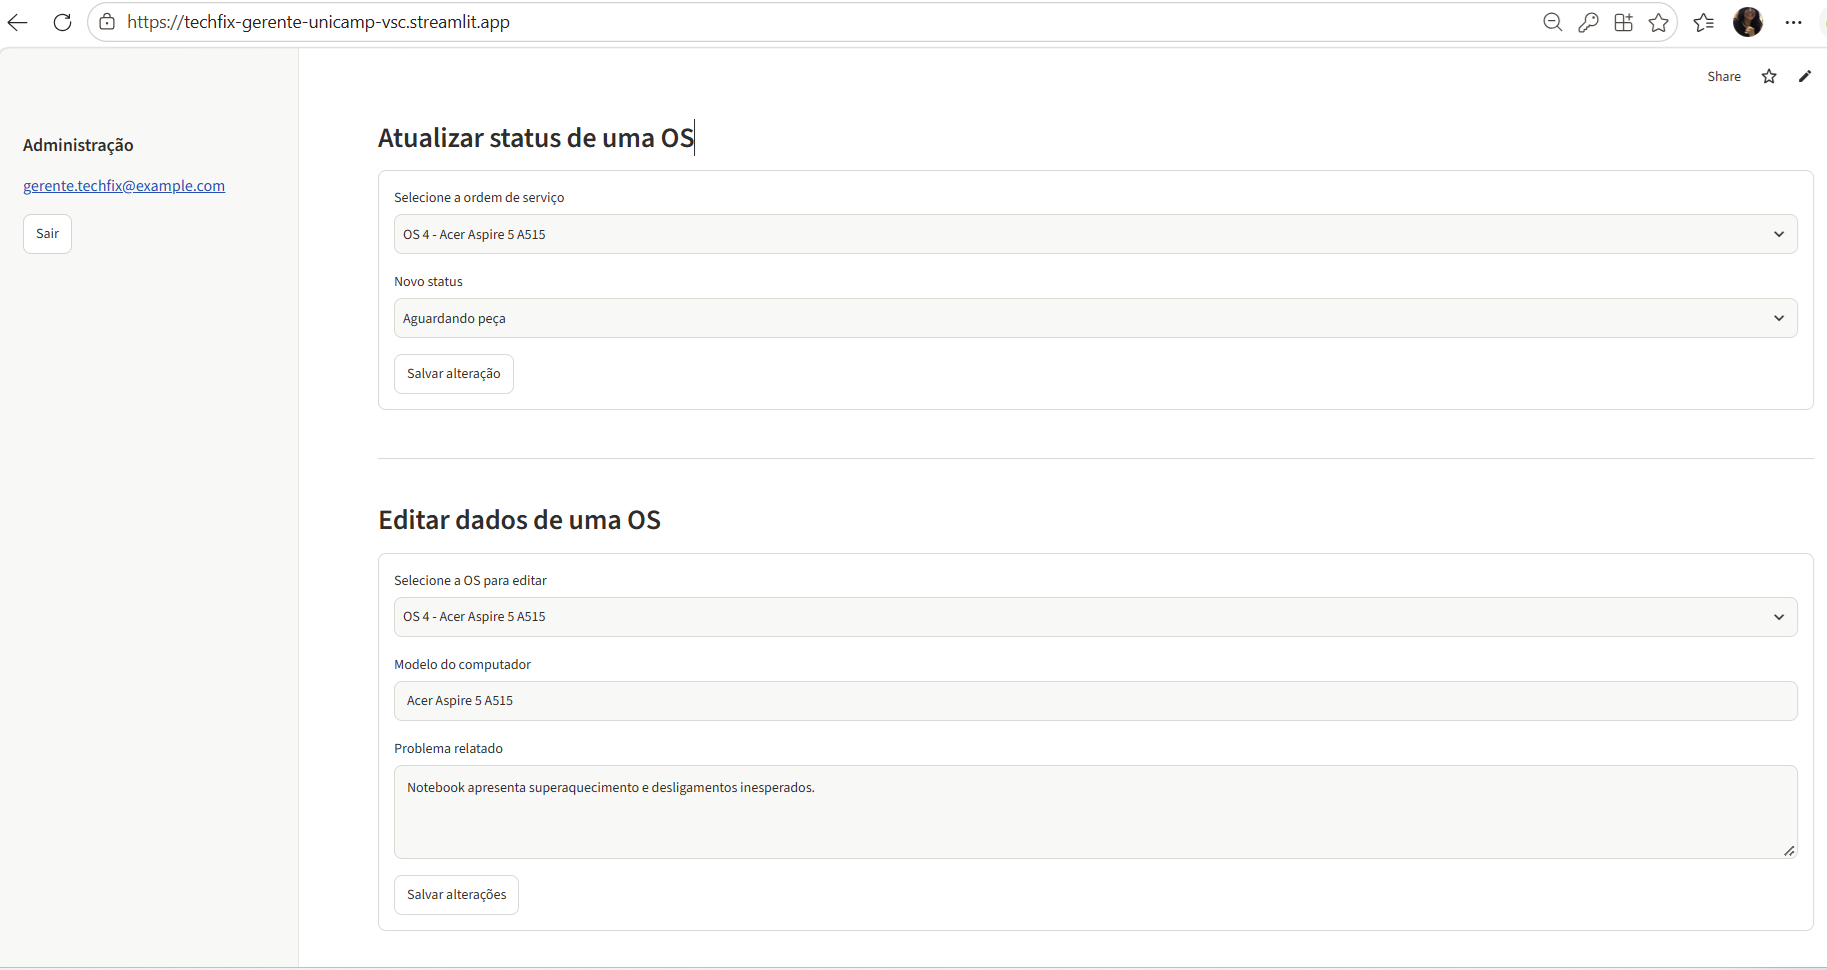 https://techfix-gerente-unicamp-vsc.streamlit.app
Share
Administração
gerente.techfix@example.com
Sair
Atualizar status de uma OS
Selecione a ordem de serviço
OS 4 - Acer Aspire 5 A515
Novo status
Aguardando peça
Salvar alteração
Editar dados de uma OS
Selecione a OS para editar
OS 4 - Acer Aspire 5 A515
Modelo do computador
Acer Aspire 5 A515
Problema relatado
Notebook apresenta superaquecimento e desligamentos inesperados.
Salvar alterações